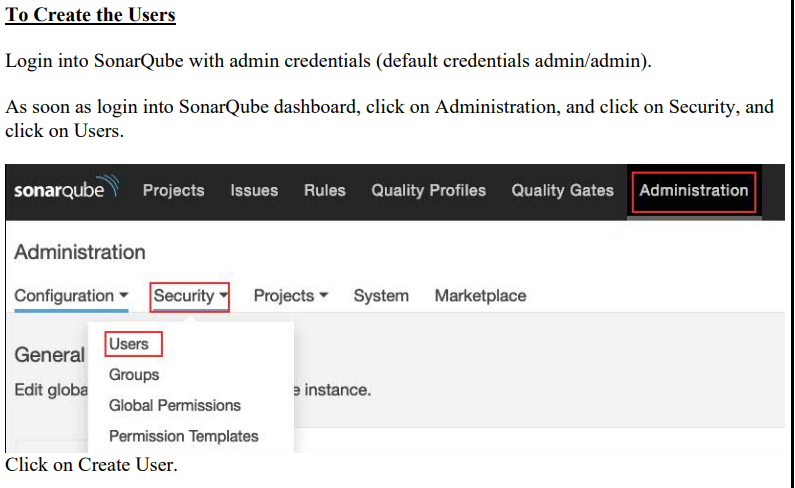 To Create the Users
Login into SonarQube with admin credentials (default credentials admin/admin).
As soon as login into SonarQube dashboard, click on Administration, and click on Security, and
click on Users.
sonarqube Projects Issues Rules Quality Profiles Quality Gates Administration
Administration
Configuration Security Projects System Marketplace
Users
General
Groups
Edit globa e instance.
Global Permissions
Permission Templates
Click on Create User.